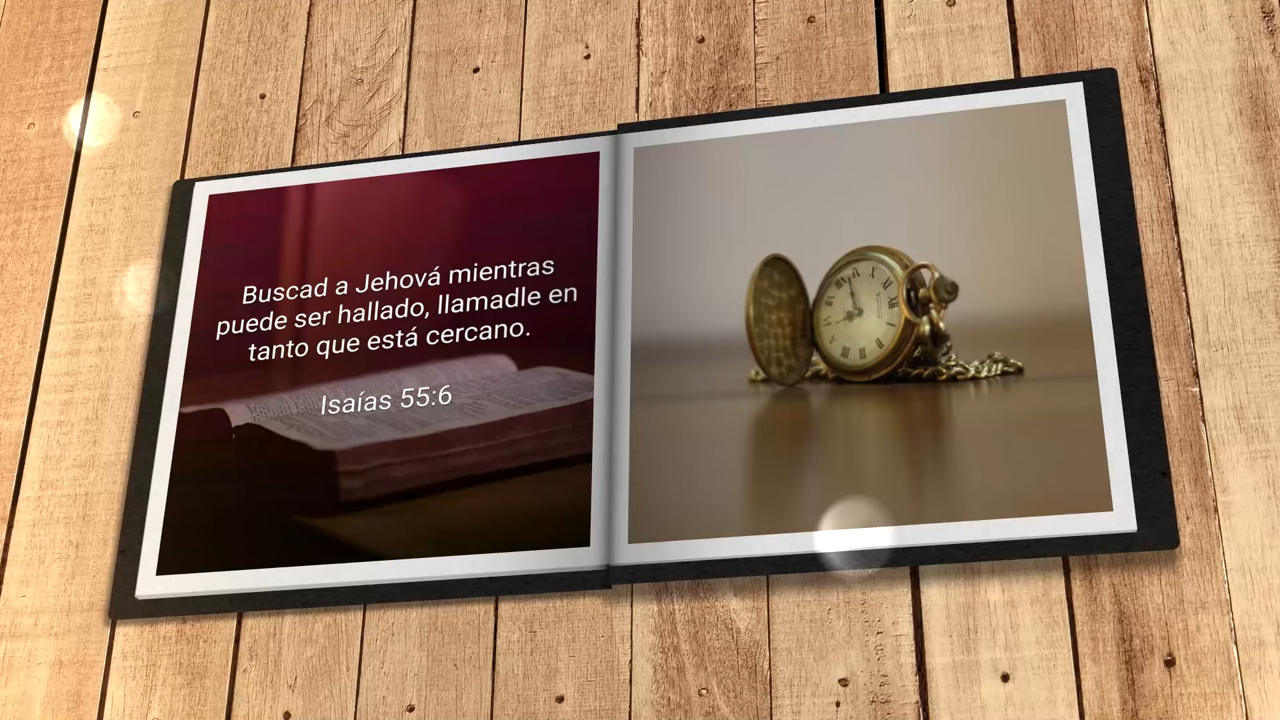 Buscad a Jehová mientras
puede ser hallado, llamadle en
tanto que está cercano.
Isaías 55:6